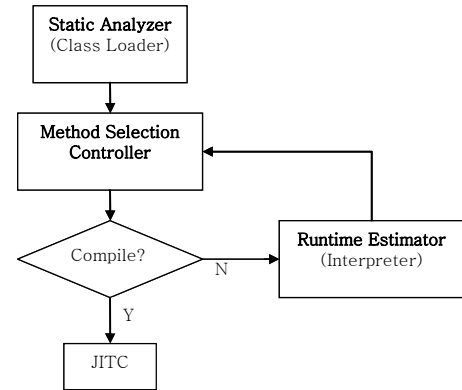 Static Analyzer
(Class Loader)
Method Selection
Controller
Compile?
N
Runtime Estimator
(Interpreter)
Y
JITC